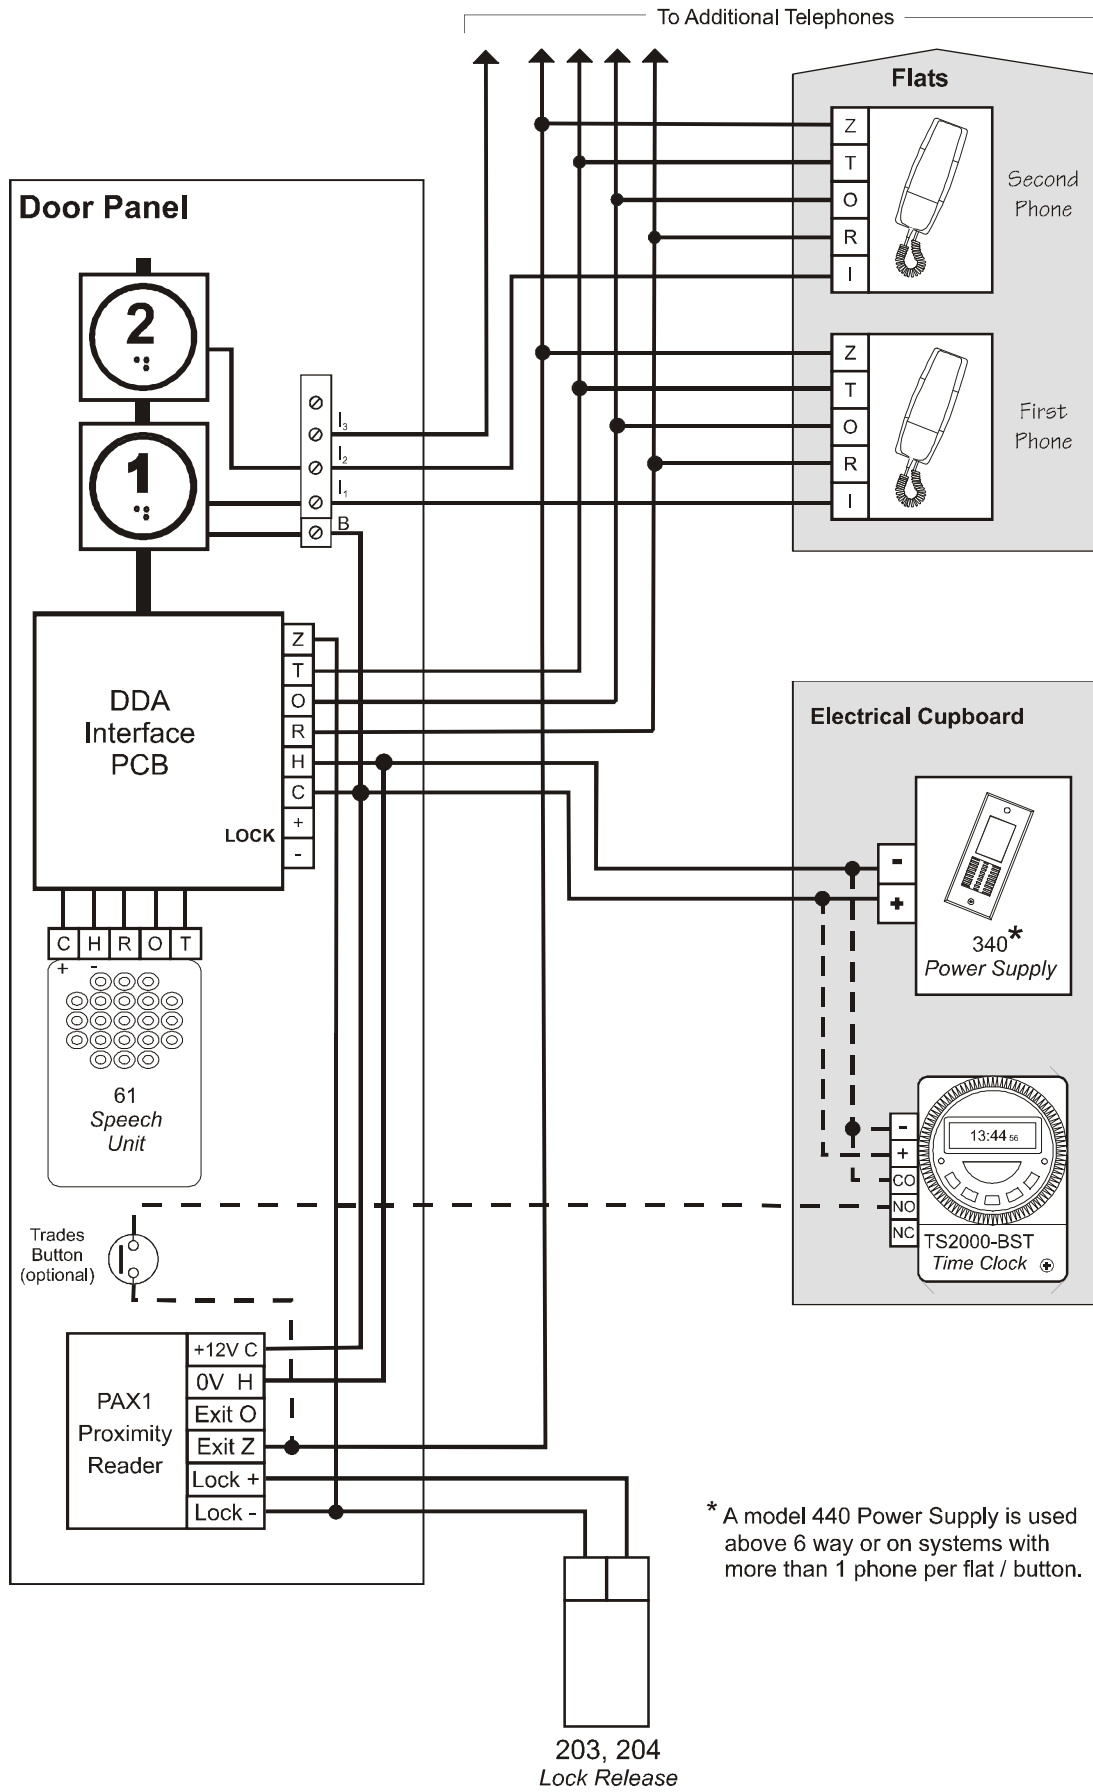 To Additional Telephones
Flats
Z
T
O
R
I
Second
Phone
Z
T
O
R
I
First
Phone
Door Panel
2
1
I3
I2
I1
B
DDA
Interface
PCB
LOCK
Z
T
O
R
H
C
+
-
C H R O T
+ -
61
Speech
Unit
Trades
Button
(optional)
PAX1
Proximity
Reader
+12V C
0V H
Exit O
Exit Z
Lock +
Lock -
Electrical Cupboard
-
+
340*
Power Supply
-
+
CO
NO
NC
13:44 56
TS2000-BST
Time Clock
* A model 440 Power Supply is used
above 6 way or on systems with
more than 1 phone per flat / button.
203, 204
Lock Release